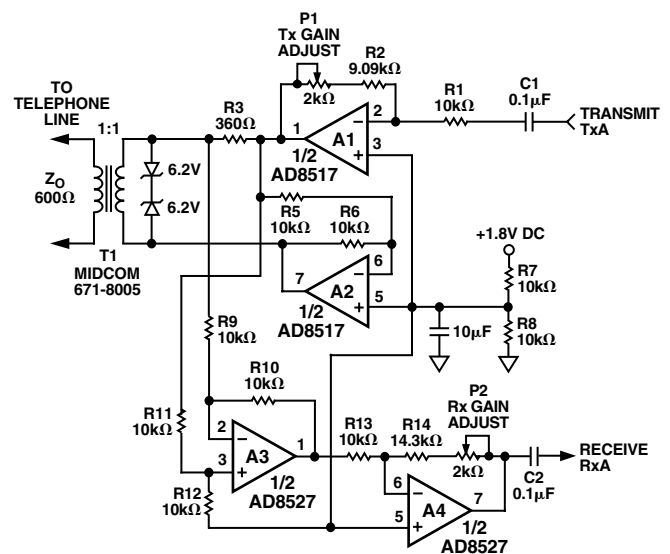 P1
Tx GAIN
ADJUST
2kΩ
R2
9.09kΩ
R1
10kΩ
C1
0.1μF
TRANSMIT
TxA
TO
TELEPHONE
LINE
1:1
R3
360Ω
1
2
3
A1
1/2
AD8517
ZO
600Ω
6.2V
6.2V
T1
MIDCOM
671-8005
R5
10kΩ
R6
10kΩ
6
5
7
A2
1/2
AD8517
+1.8V DC
R7
10kΩ
R8
10kΩ
10μF
R9
10kΩ
R10
10kΩ
R11
10kΩ
R12
10kΩ
2
3
1
A3
1/2
AD8527
R13
10kΩ
R14
14.3kΩ
P2
Rx GAIN
ADJUST
2kΩ
6
5
7
A4
1/2
AD8527
C2
0.1μF
RECEIVE
RxA